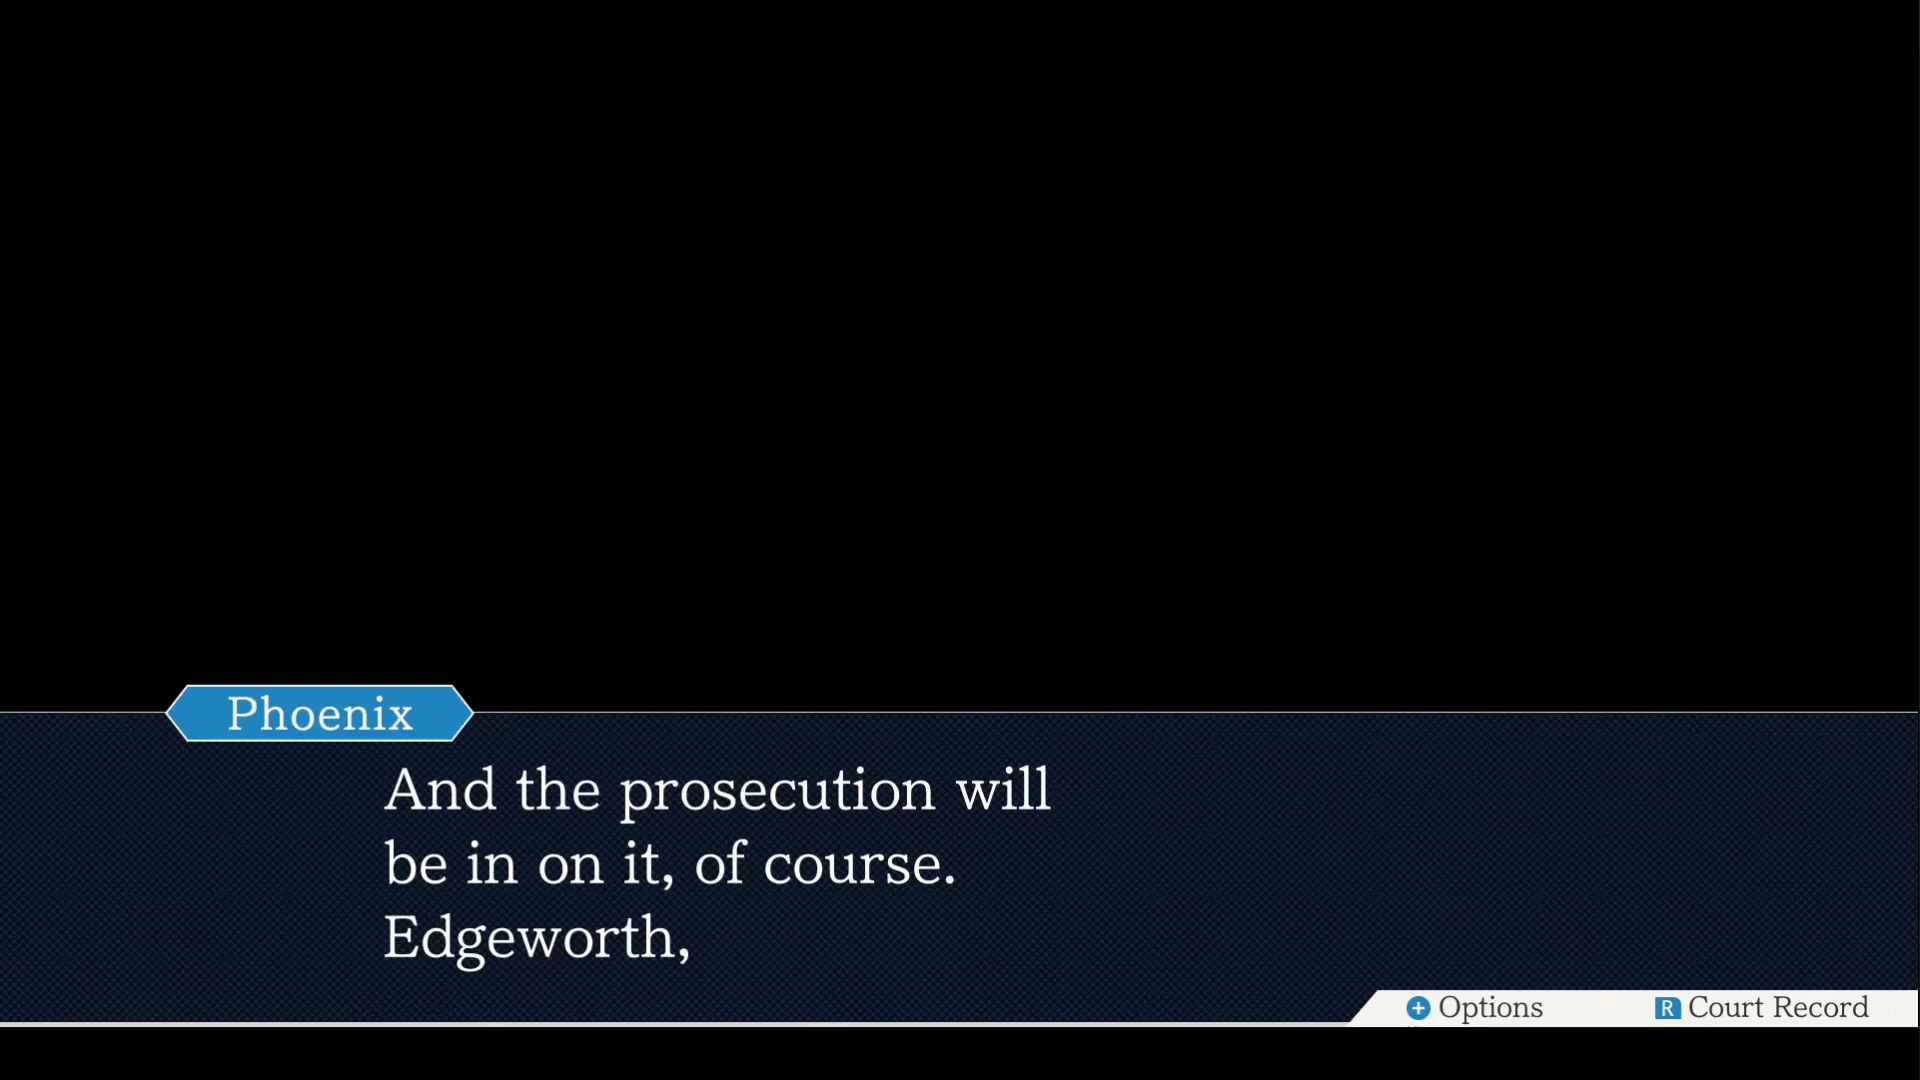 Phoenix
And the prosecution will
be in on it, of course.
Edgeworth,
+ Options
R Court Record